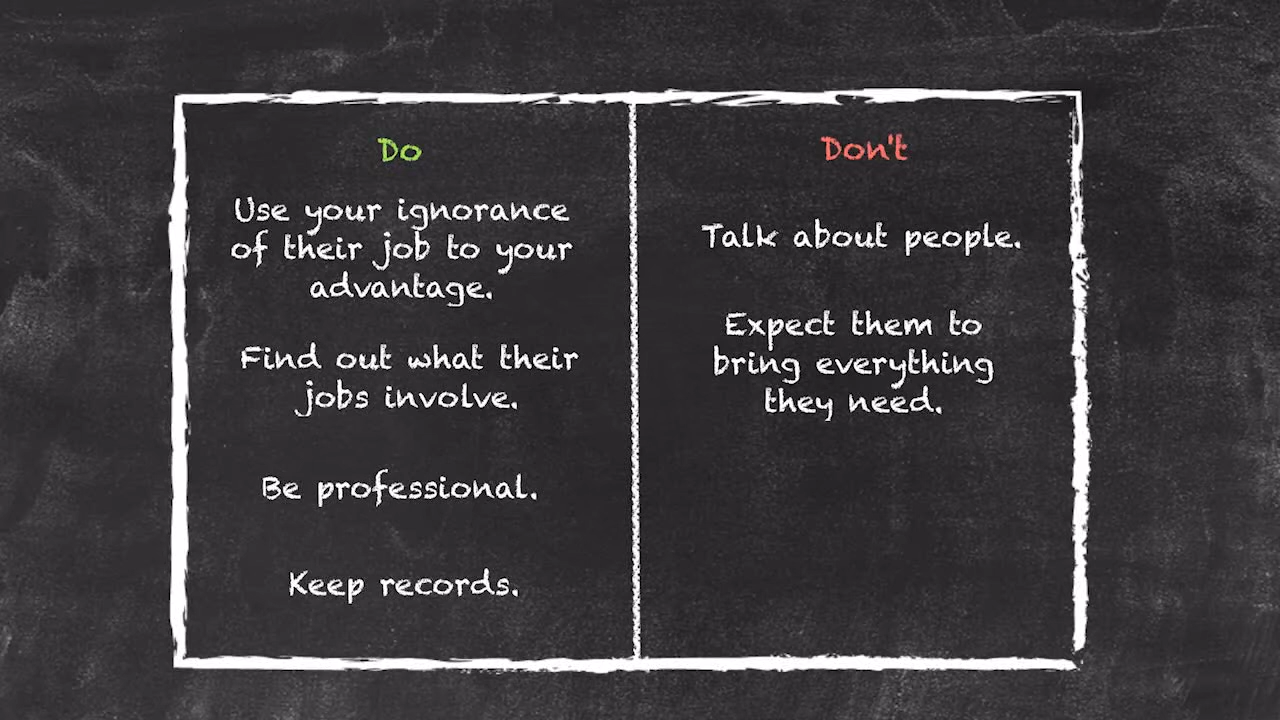 Do
Use your ignorance
of their job to your
advantage.
Find out what their
jobs involve.
Be professional.
Keep records.
Don't
Talk about people.
Expect them to
bring everything
they need.